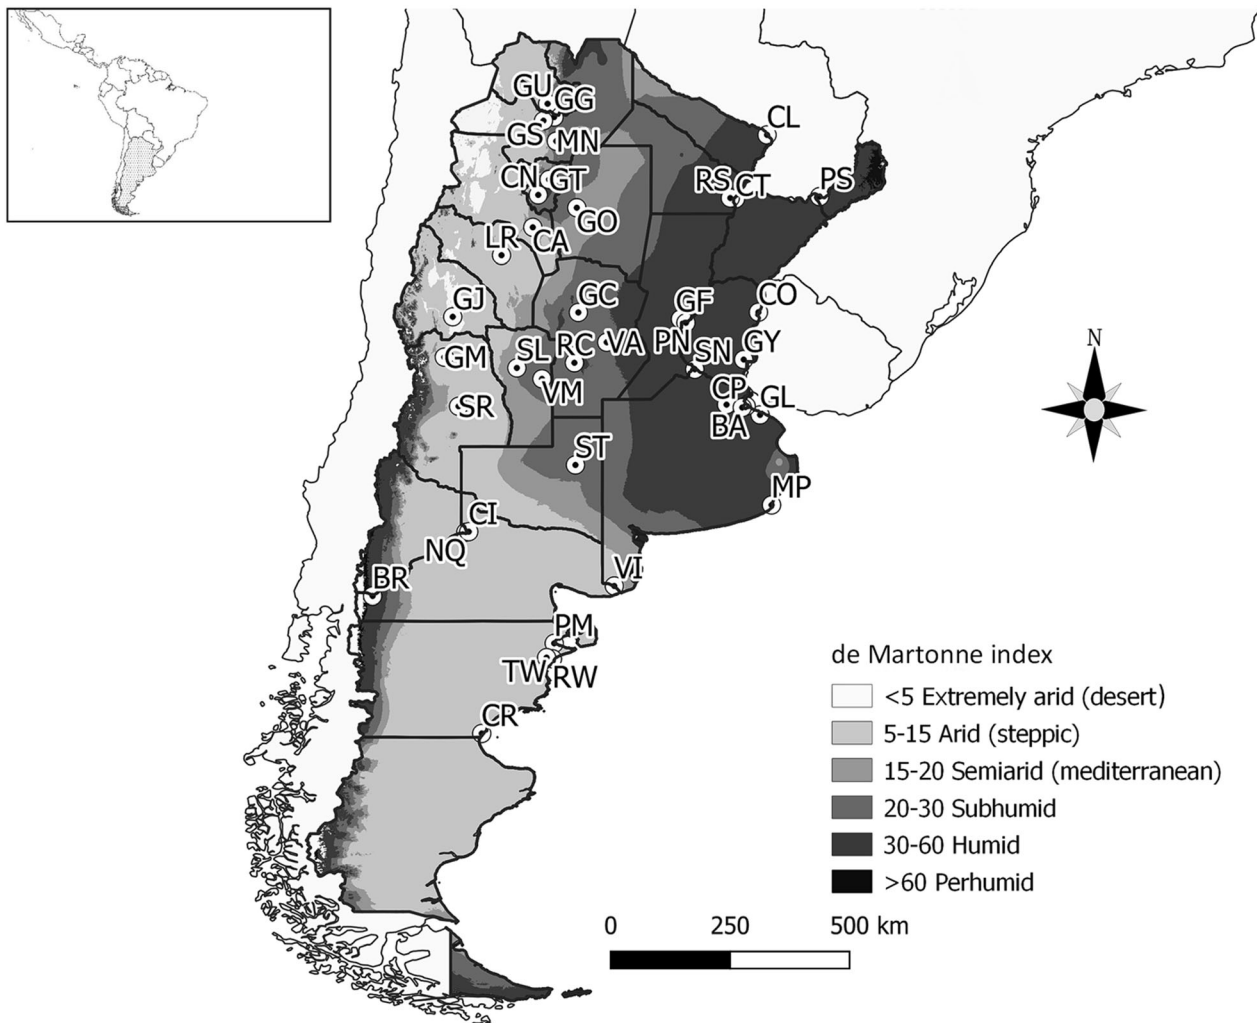 GU
GG
GS
MN
CL
CN
GT
RS
CT
PS
GO
LR
CA
GJ
GC
GF
CO
GM
SL
RC
VA
PN
SN
GY
VM
SR
CP
GL
BA
ST
MP
CI
NQ
BR
VI
PM
TW
RW
CR
N
de Martonne index
<5 Extremely arid (desert)
5-15 Arid (steppic)
15-20 Semiarid (mediterranean)
20-30 Subhumid
30-60 Humid
>60 Perhumid
0 250 500 km